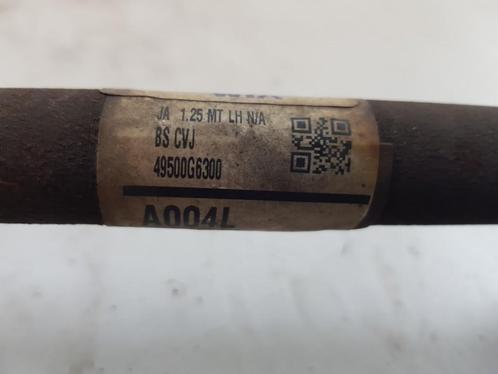 JA 1.25 MT LH N/A
BS CVJ
49500G6300
A004L